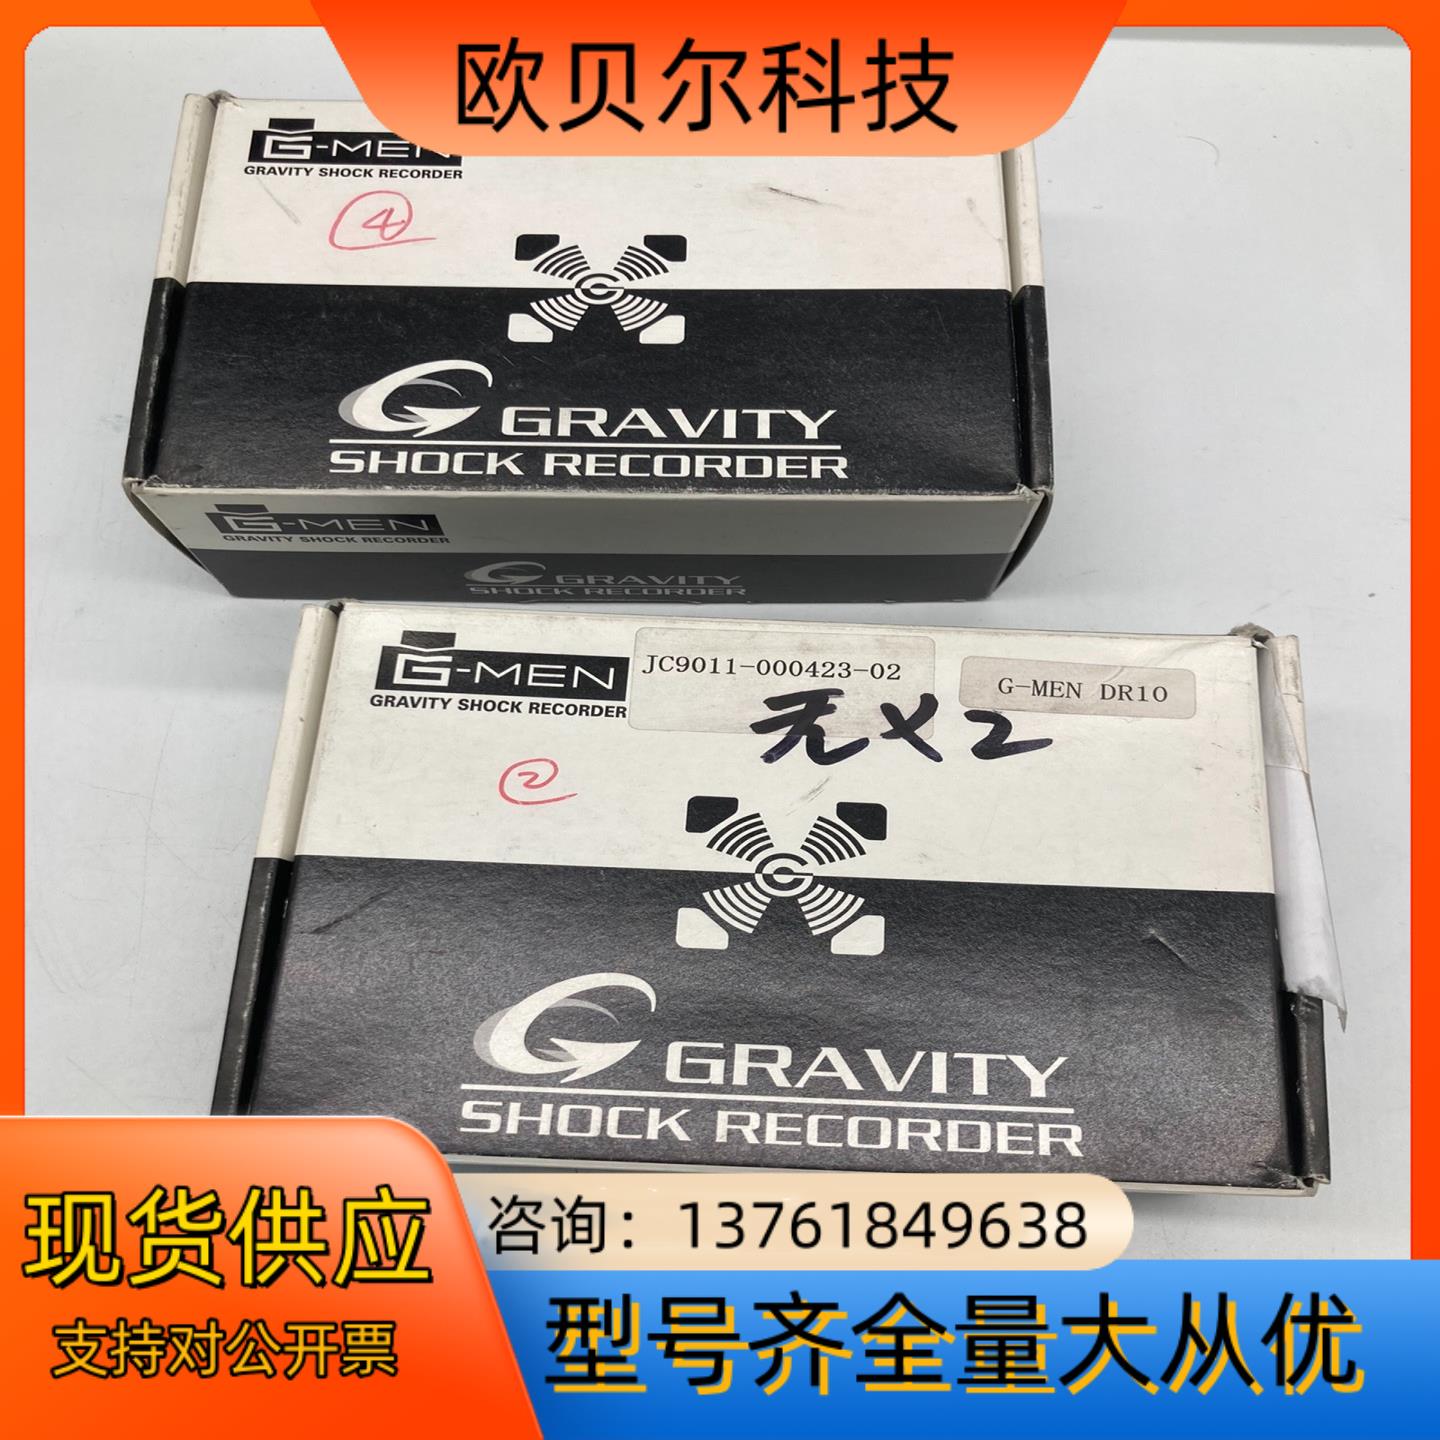 欧贝尔科技
G-MEN
GRAVITY SHOCK RECORDER
4
G
GRAVITY
SHOCK RECORDER
G-MEN
GRAVITY SHOCK RECORDER
GRAVITY
SHOCK RECORDER
G-MEN
GRAVITY SHOCK RECORDER
JC9011-000423-02
G-MEN DR10
无×2
2
G
GRAVITY
SHOCK RECORDER
现货供应
支持对公开票
咨询：13761849638
型号齐全量大从优